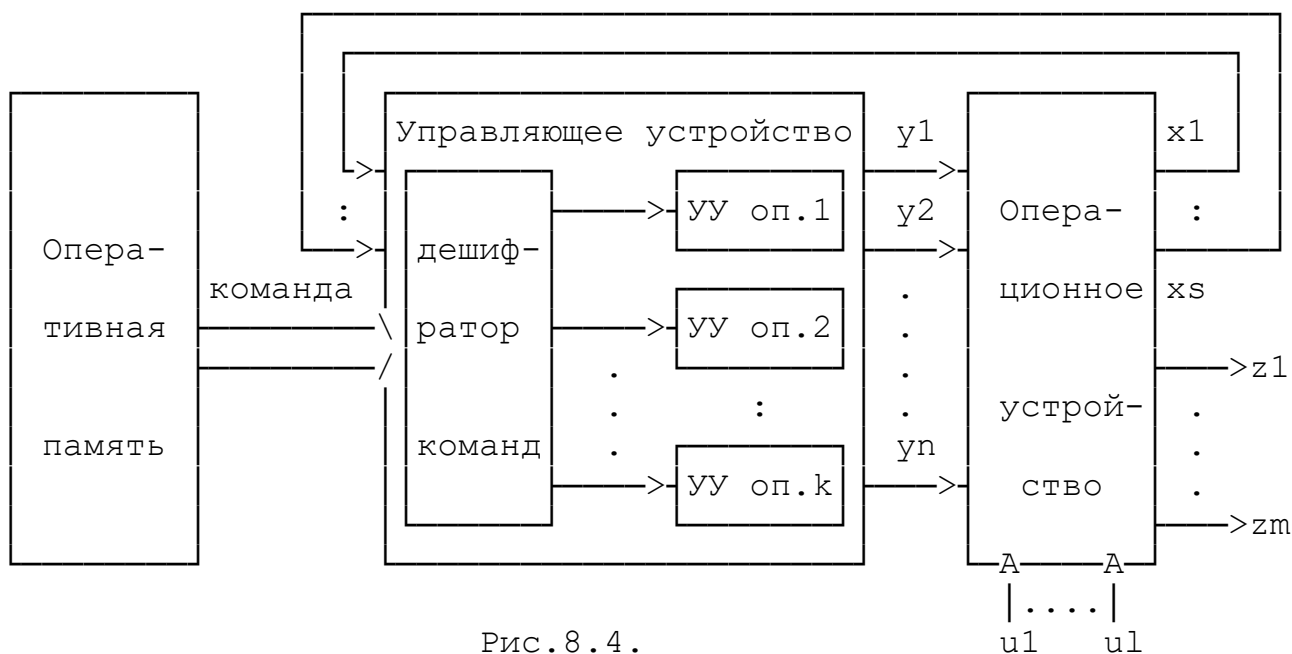 Управляющее устройство y1 x1
: УУ оп.1 y2 Опера- :
Опера- дешиф-
команда . ционное xs
тивная ратор УУ оп.2 .
. . >z1
. : . устрой- .
память команд . yn .
УУ оп.k ство .
>zm
A A
|....|
Рис.8.4. u1 ul